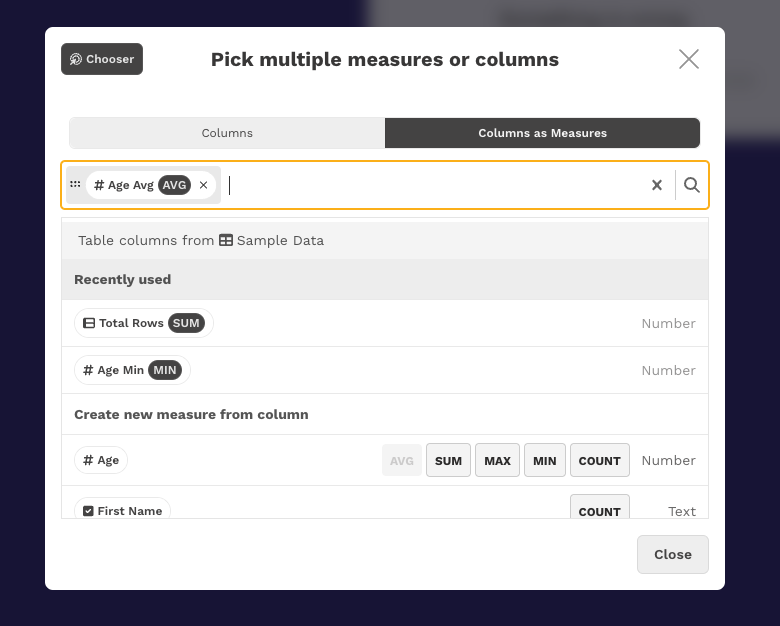 Chooser
Pick multiple measures or columns
Columns
Columns as Measures
# Age Avg AVG
Table columns from Sample Data
Recently used
Total Rows SUM Number
# Age Min MIN Number
Create new measure from column
# Age AVG SUM MAX MIN COUNT Number
First Name COUNT Text
Close